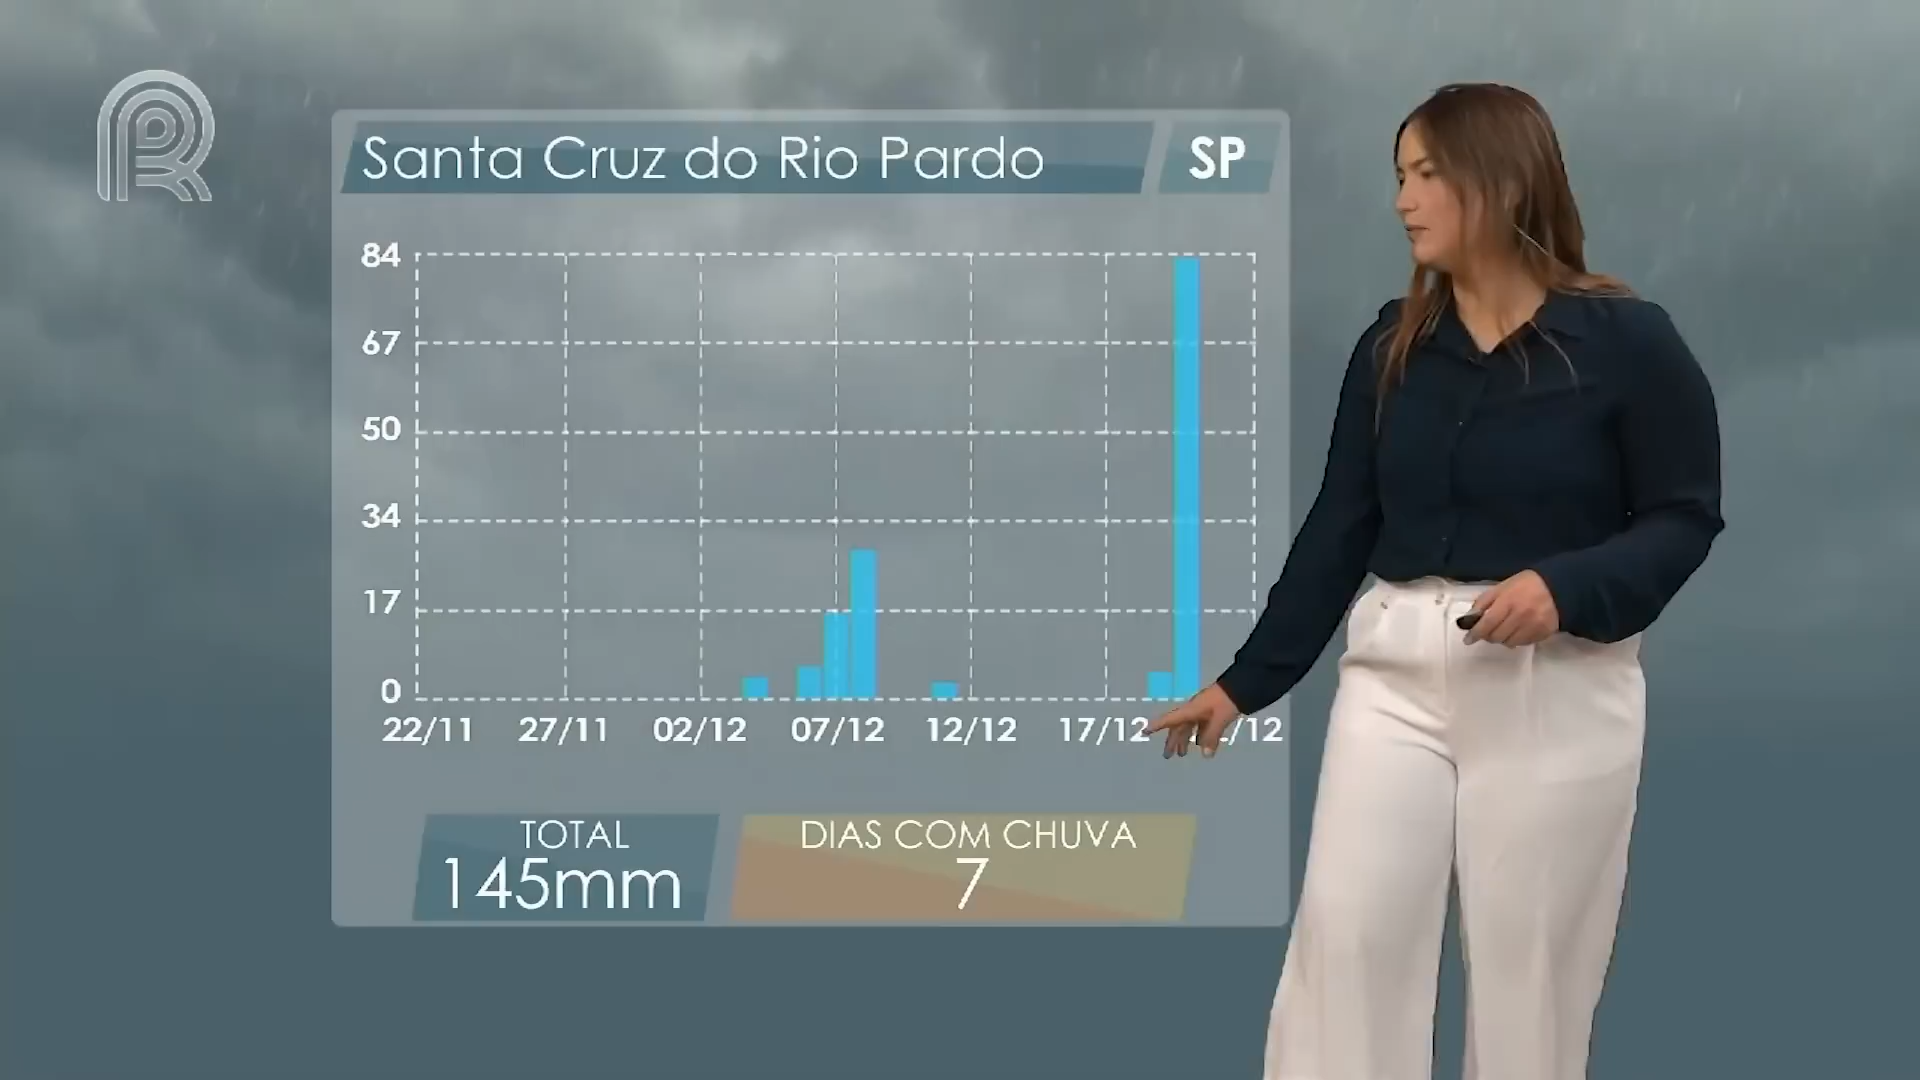 Santa Cruz do Rio Pardo SP
84
67
50
34
17
0
22/11 27/11 02/12 07/12 12/12 17/12
TOTAL
145mm
DIAS COM CHUVA
7